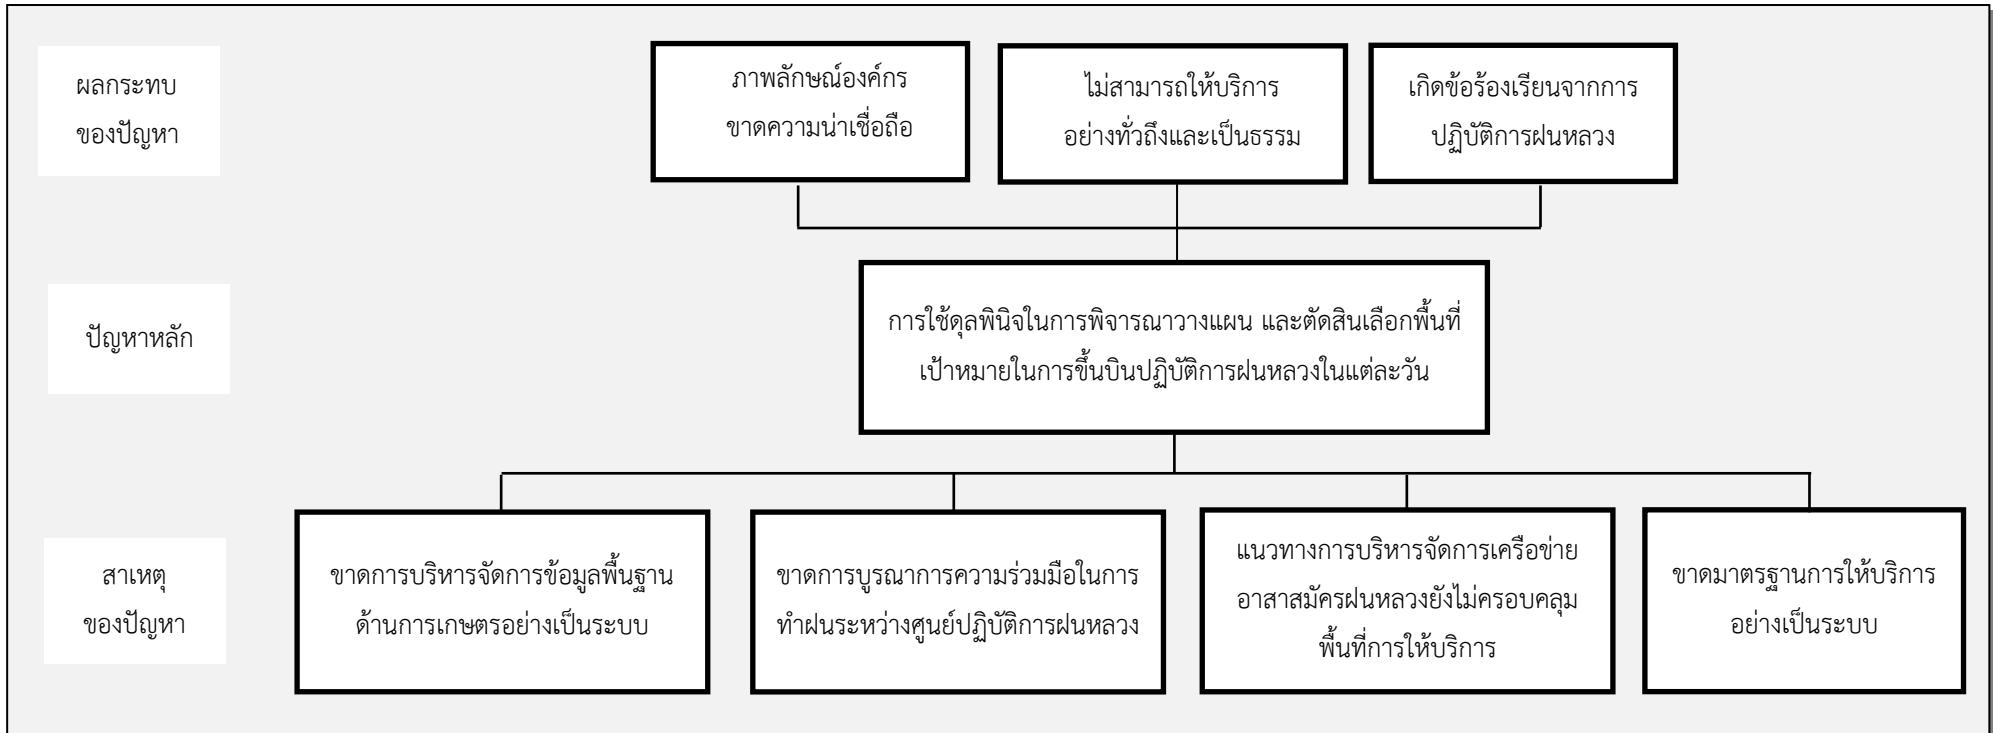 ผลกระทบ
ของปัญหา
ภาพลักษณ์องค์กร
ขาดความน่าเชื่อถือ
ไม่สามารถให้บริการ
อย่างทั่วถึงและเป็นธรรม
เกิดข้อร้องเรียนจากการ
ปฏิบัติการฝนหลวง
ปัญหาหลัก
การใช้ดุลพินิจในการพิจารณาวางแผน และตัดสินเลือกพื้นที่
เป้าหมายในการขึ้นบินปฏิบัติการฝนหลวงในแต่ละวัน
สาเหตุ
ของปัญหา
ขาดการบริหารจัดการข้อมูลพื้นฐาน
ด้านการเกษตรอย่างเป็นระบบ
ขาดการบูรณาการความร่วมมือในการ
ทำฝนระหว่างศูนย์ปฏิบัติการฝนหลวง
แนวทางการบริหารจัดการเครือข่าย
อาสาสมัครฝนหลวงยังไม่ครอบคลุม
พื้นที่การให้บริการ
ขาดมาตรฐานการให้บริการ
อย่างเป็นระบบ